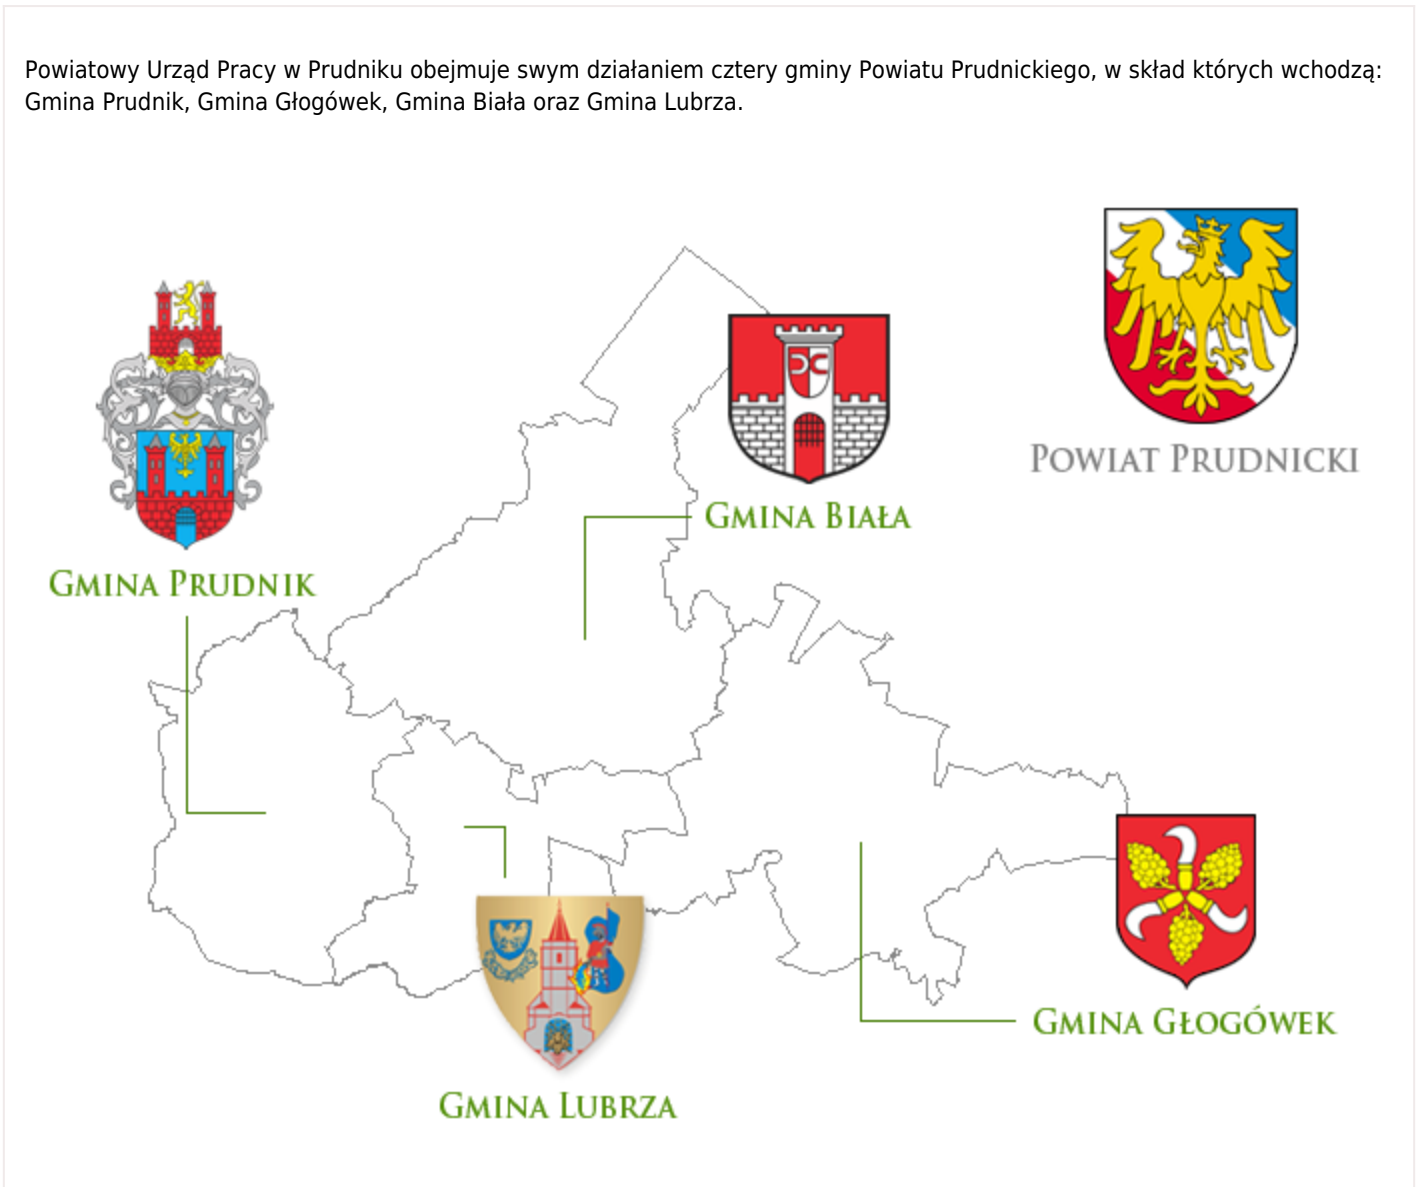 Powiatowy Urząd Pracy w Prudniku obejmuje swym działaniem cztery gminy Powiatu Prudnickiego, w skład których wchodzą:
Gmina Prudnik, Gmina Głogówek, Gmina Biała oraz Gmina Lubrza.
POWIAT PRUDNICKI
GMINA BIAŁA
GMINA PRUDNIK
GMINA GŁOGÓWEK
GMINA LUBRZA